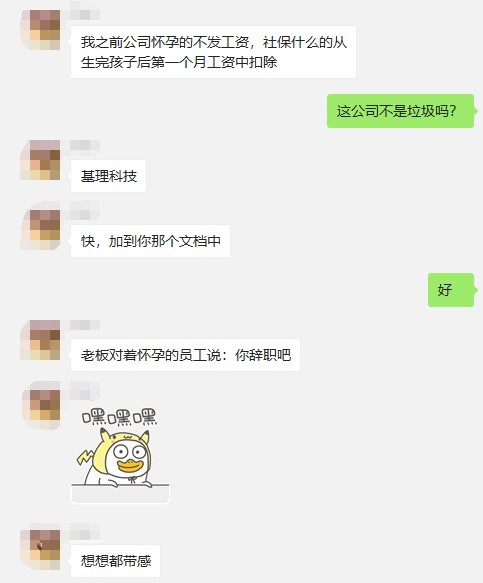 我之前公司怀孕的不发工资，社保什么的从
生完孩子后第一个月工资中扣除
这公司不是垃圾吗？
基理科技
快，加到你那个文档中
好
老板对着怀孕的员工说：你辞职吧
嘿嘿嘿
想想都带感